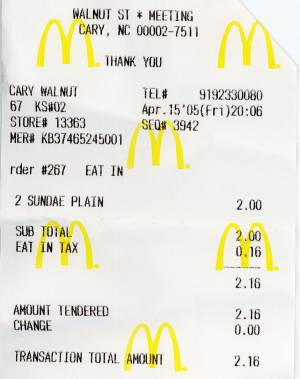 WALNUT ST * MEETING
CARY, NC 00002-7511
THANK YOU
CARY WALNUT TEL# 9192330080
67 KS#02 Apr.15'05(Fri)20:06
STORE# 13363 SEQ# 3942
MER# KB37465245001
rder #267 EAT IN
2 SUNDAE PLAIN 2.00
SUB TOTAL 2.00
EAT IN TAX 0.16
2.16
AMOUNT TENDERED 2.16
CHANGE 0.00
TRANSACTION TOTAL AMOUNT 2.16